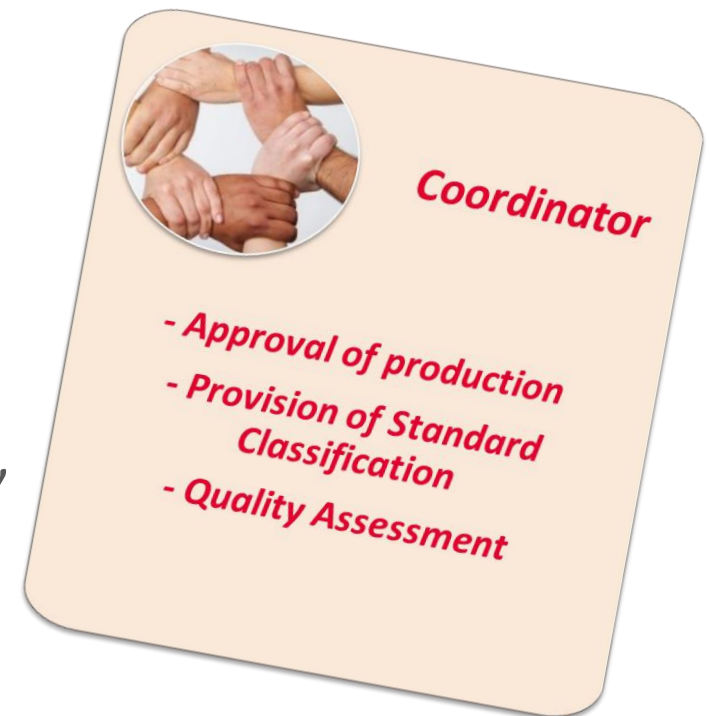 Coordinator
- Approval of production
- Provision of Standard
Classification
- Quality Assessment